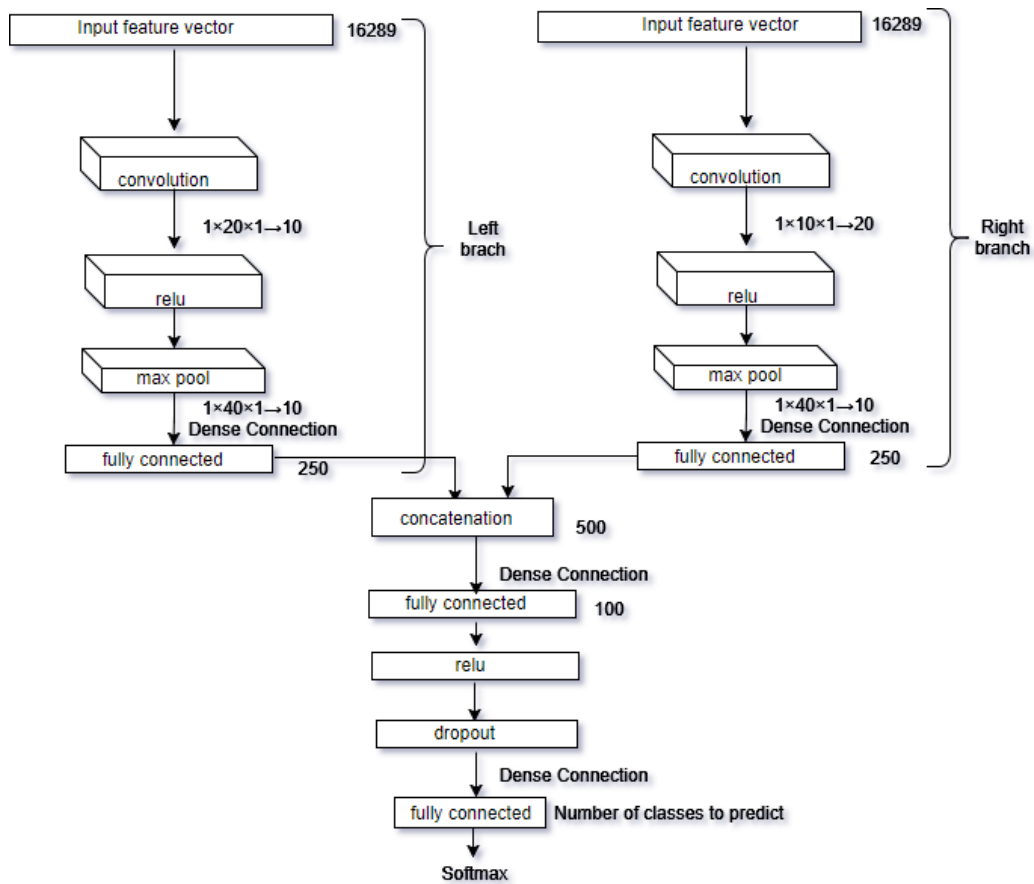 Input feature vector
16289
convolution
1×20×1→10
relu
max pool
1×40×1→10
Dense Connection
fully connected
250
Left
brach
Input feature vector
16289
convolution
1×10×1→20
relu
max pool
1×40×1→10
Dense Connection
fully connected
250
Right
branch
concatenation
500
Dense Connection
fully connected
100
relu
dropout
Dense Connection
fully connected
Number of classes to predict
Softmax